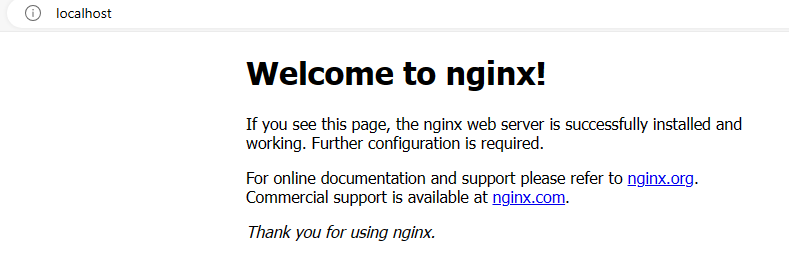 localhost
Welcome to nginx!
If you see this page, the nginx web server is successfully installed and
working. Further configuration is required.
For online documentation and support please refer to nginx.org.
Commercial support is available at nginx.com.
Thank you for using nginx.